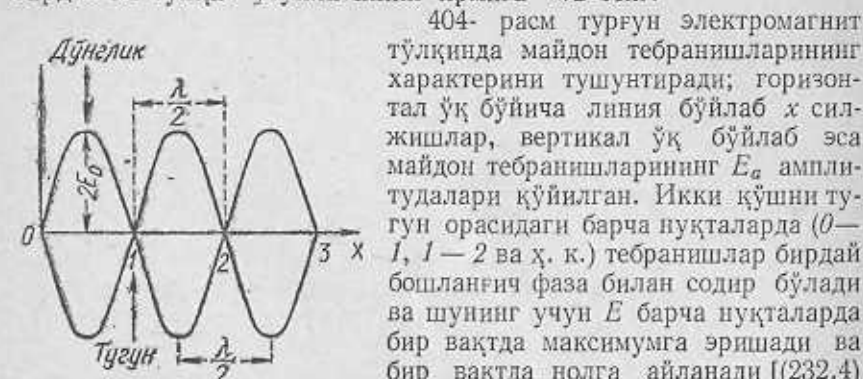 404- расм турғун электромагнит
тўлқинда майдон тебранишларининг
характерини тушунтиради; горизон-
тал ўқ бўйича линия бўйлаб x сил-
жишлар, вертикал ўқ бўйлаб эса
майдон тебранишларининг Eₐ ампли-
тудалари қўйилган. Икки қўшни ту-
гун орасидаги барча нуқталарда (0—
1, 1 — 2 ва ҳ. к.) тебранишлар бирдай
бошланғич фаза билан содир бўлади
ва шунинг учун E барча нуқталарда
бир вақтда максимумга эришади ва
бир вақтда нолга айланади [(232.4)
Дўнглик
λ/2
2E₀
0
1
2
3
X
Тугун
λ/2